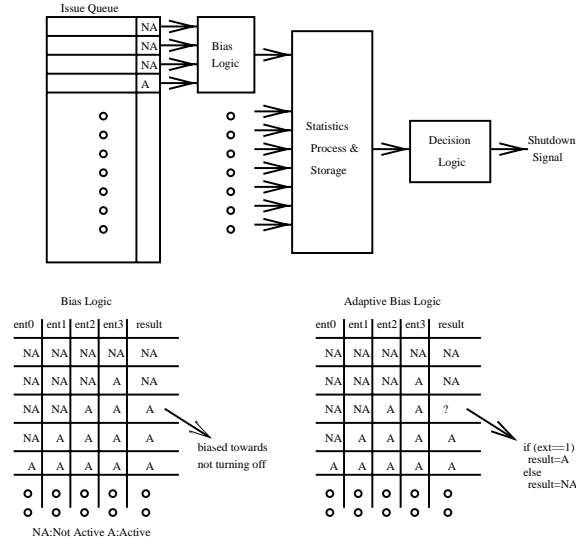 Issue Queue
NA
NA
NA
A
Bias
Logic
Statistics
Process &
Storage
Decision
Logic
Shutdown
Signal
Bias Logic
ent0 ent1 ent2 ent3 result
NA NA NA NA NA
NA NA NA A NA
NA NA A A A
NA A A A A
A A A A A
biased towards
not turning off
NA:Not Active A:Active
Adaptive Bias Logic
ent0 ent1 ent2 ent3 result
NA NA NA NA NA
NA NA NA A NA
NA NA A A ?
NA A A A A
A A A A A
if (ext==1)
result=A
else
result=NA